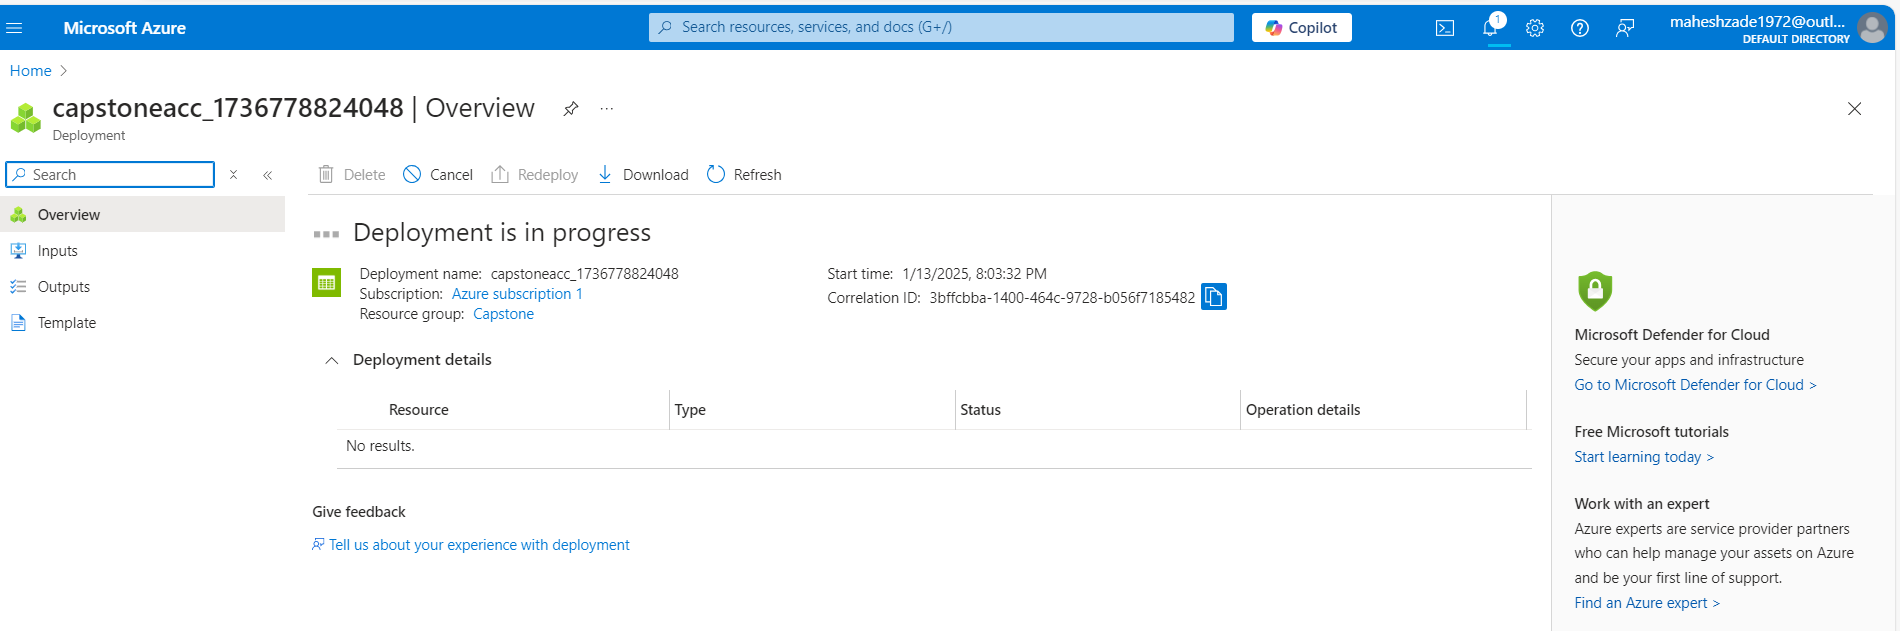 Microsoft Azure
Search resources, services, and docs (G+/)
Copilot
1
maheshzade1972@outl...
DEFAULT DIRECTORY
Home
capstoneacc_1736778824048 | Overview
...
Deployment
Search
Overview
Inputs
Outputs
Template
Delete
Cancel
Redeploy
Download
Refresh
Deployment is in progress
Deployment name: capstoneacc_1736778824048
Subscription: Azure subscription 1
Resource group: Capstone
Start time: 1/13/2025, 8:03:32 PM
Correlation ID: 3bffcbba-1400-464c-9728-b056f7185482
Deployment details
Resource Type Status Operation details
No results.
Give feedback
Tell us about your experience with deployment
Microsoft Defender for Cloud
Secure your apps and infrastructure
Go to Microsoft Defender for Cloud >
Free Microsoft tutorials
Start learning today >
Work with an expert
Azure experts are service provider partners
who can help manage your assets on Azure
and be your first line of support.
Find an Azure expert >